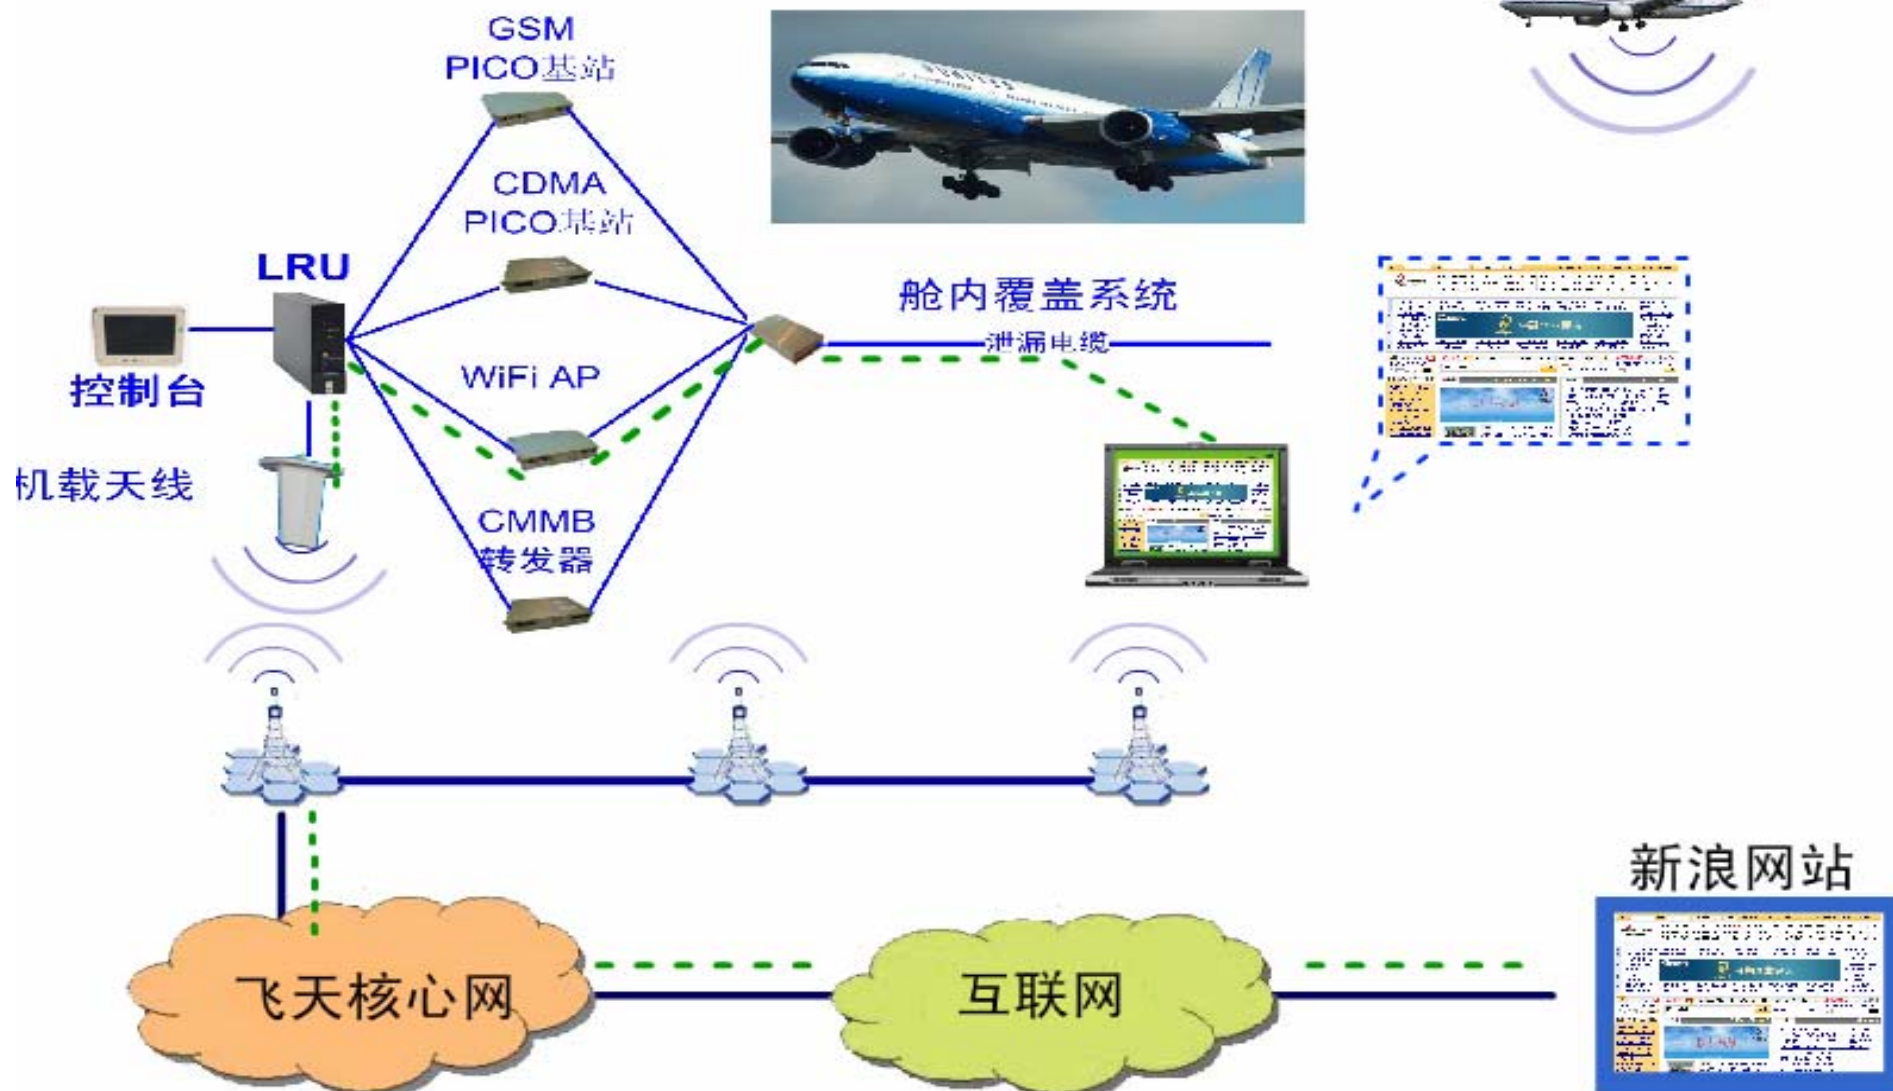 GSM
PICO基站
CDMA
PICO基站
LRU
舱内覆盖系统
泄漏电缆
控制台
WiFi AP
机载天线
CMMB
转发器
新浪网站
飞天核心网
互联网